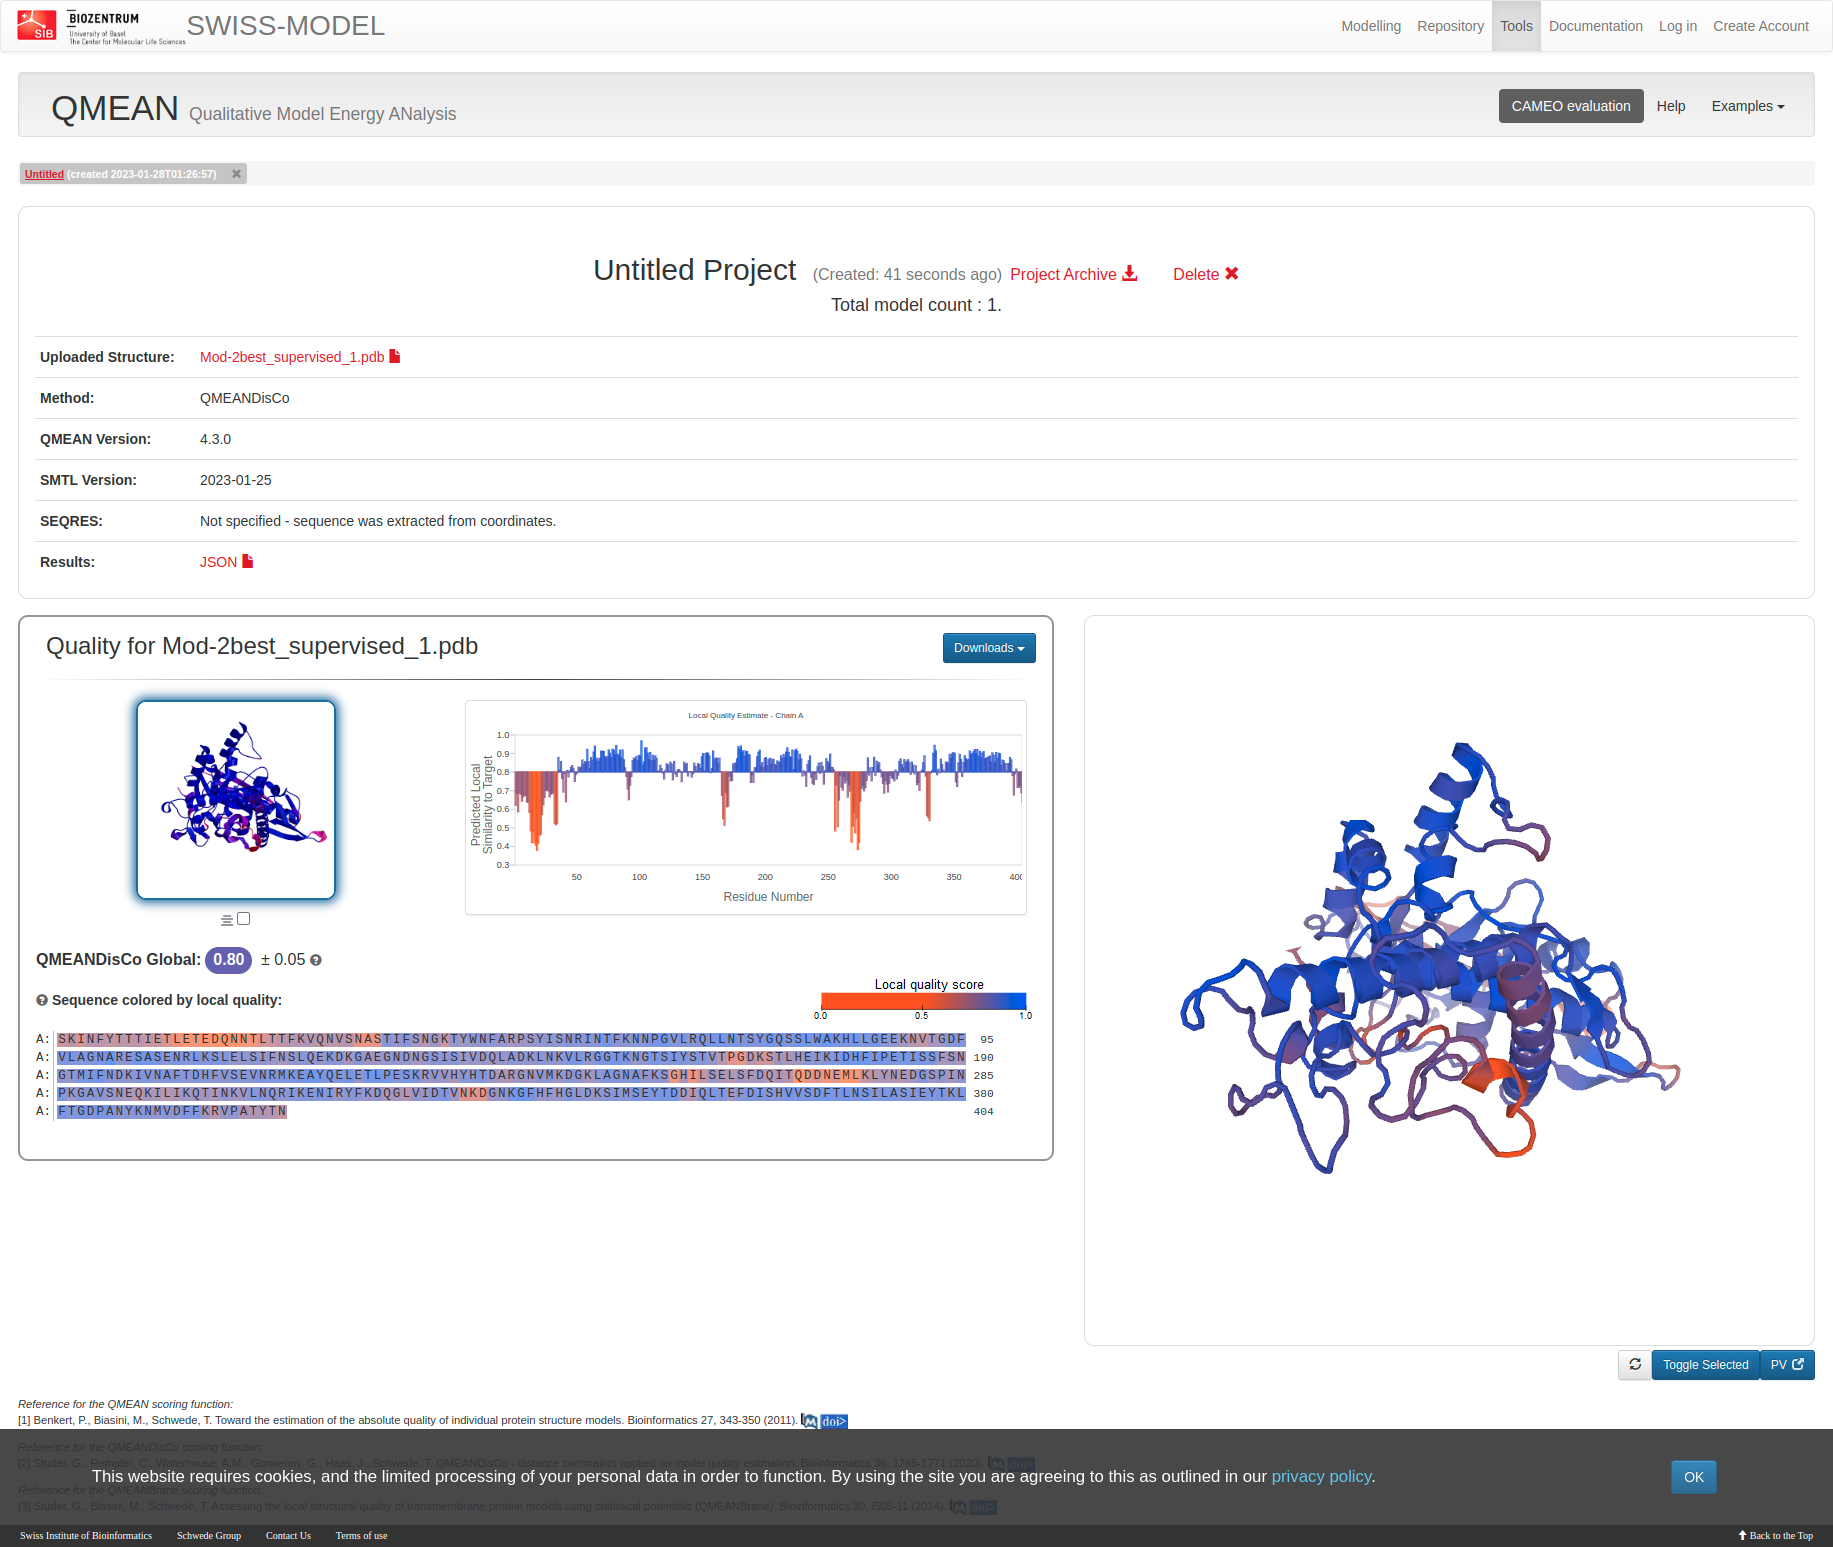 SIB
BIOZENTRUM
University of Basel
The Center for Molecular Life Sciences
SWISS-MODEL
Modelling Repository Tools Documentation Log in Create Account
QMEAN Qualitative Model Energy ANalysis
CAMEO evaluation Help Examples
Untitled (created 2023-01-28T01:26:57) ✖
Untitled Project (Created: 41 seconds ago) Project Archive Delete ✖
Total model count : 1.
Uploaded Structure: Mod-2best_supervised_1.pdb
Method: QMEANDisCo
QMEAN Version: 4.3.0
SMTL Version: 2023-01-25
SEQRES: Not specified - sequence was extracted from coordinates.
Results: JSON
Quality for Mod-2best_supervised_1.pdb
Downloads
Local Quality Estimate - Chain A
Predicted Local
Similarity to Target
1.0
0.9
0.8
0.7
0.6
0.5
0.4
0.3
50 100 150 200 250 300 350 400
Residue Number
QMEANDisCo Global: 0.80 ± 0.05
Sequence colored by local quality:
Local quality score
0.0 0.5 1.0
A: SKINFYTTTIETLETEDQNNTLTTFKVQNVSNASTIFSNGKTYWNFARPSYISNRINTFKNNPGVLRQLLNTSYGQSSLWAKHLLGEEKNVTGDF 95
A: VLAGNARESASENRLKSLELSIFNSLQEKDKGAEGNDNGSISIVDQLADKLNKVLRGGTKNGTSIYSTVTPGDKSTLHEIKIDHFIPETISSFSN 190
A: GTMIFNDKIVNAFTDHFVSEVNRMKEAYQELETLPESKRVVHYHTDARGNVMKDGKLAGNAFKSGHILSELSFDQITQDDNEMLKLYNEDGSPIN 285
A: PKGAVSNEQKILIKQTINKVLNQRIKENIRYFKDQGLVIDTVNKDGNKGFHFHGLDKSIMSEYTDDIQLTEFDISHVVSDFTLNSILASIEYTKL 380
A: FTGDPANYKNMVDFFKRVPATYTN 404
Toggle Selected PV
Reference for the QMEAN scoring function:
[1] Benkert, P., Biasini, M., Schwede, T. Toward the estimation of the absolute quality of individual protein structure models. Bioinformatics 27, 343-350 (2011). M doi>
Reference for the QMEANDisCo scoring function:
[2] Studer, G., Rempfer, C., Waterhouse, A.M., Gumienny, G., Haas, J., Schwede, T. QMEANDisCo - distance constraints applied on model quality estimation. Bioinformatics 36, 1765-1771 (2020). M doi>
This website requires cookies, and the limited processing of your personal data in order to function. By using the site you are agreeing to this as outlined in our privacy policy.
OK
Reference for the QMEANBrane scoring function:
[3] Studer, G., Biasini, M., Schwede, T. Assessing the local structural quality of transmembrane protein models using statistical potentials (QMEANBrane). Bioinformatics 30, i505-11 (2014). M doi>
Swiss Institute of Bioinformatics Schwede Group Contact Us Terms of use Back to the Top